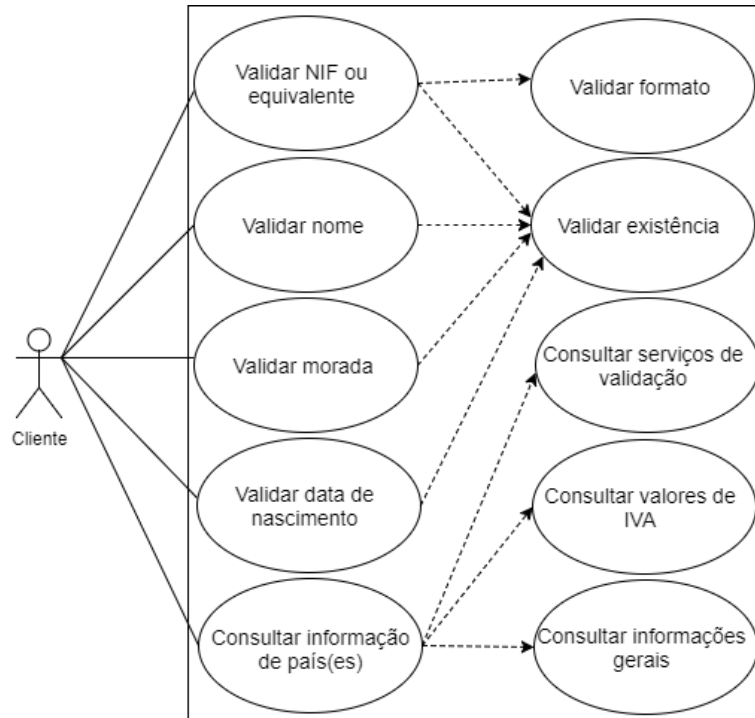 Validar NIF ou
equivalente
Validar formato
Validar nome
Validar existência
Validar morada
Consultar serviços de
validação
Cliente
Validar data de
nascimento
Consultar valores de
IVA
Consultar informação
de país(es)
Consultar informações
gerais